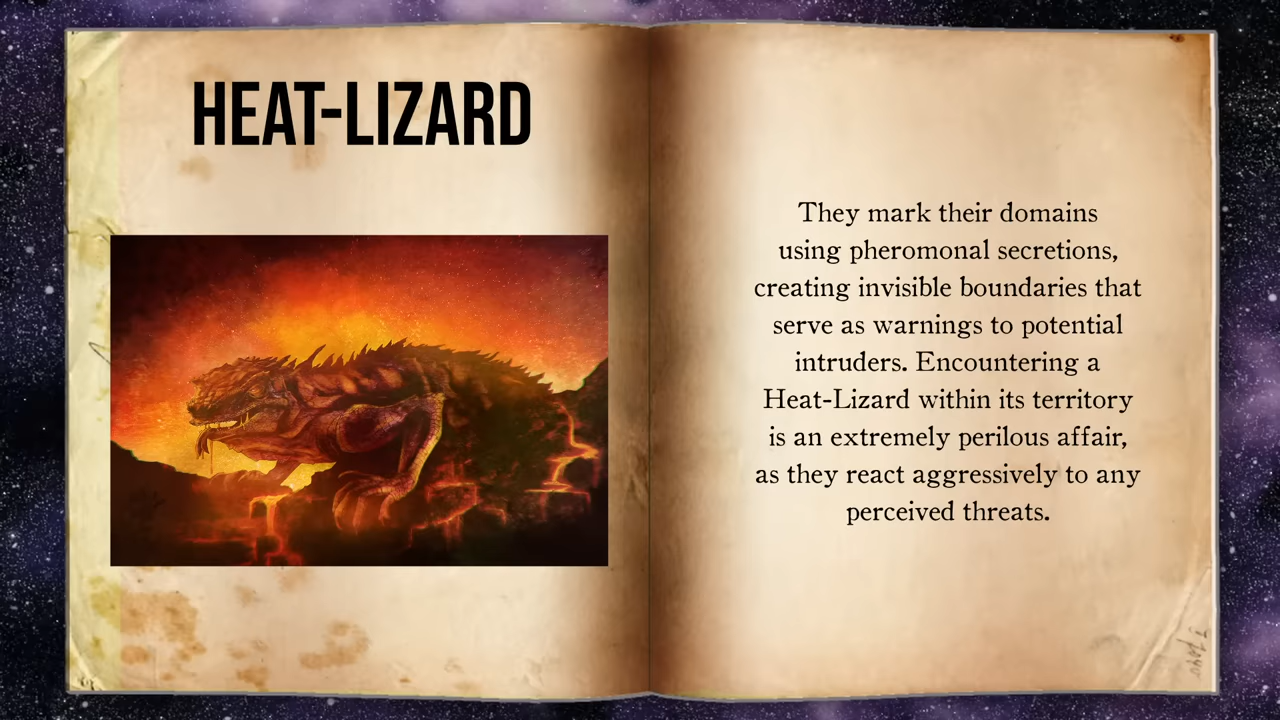 HEAT-LIZARD
They mark their domains
using pheromonal secretions,
creating invisible boundaries that
serve as warnings to potential
intruders. Encountering a
Heat-Lizard within its territory
is an extremely perilous affair,
as they react aggressively to any
perceived threats.